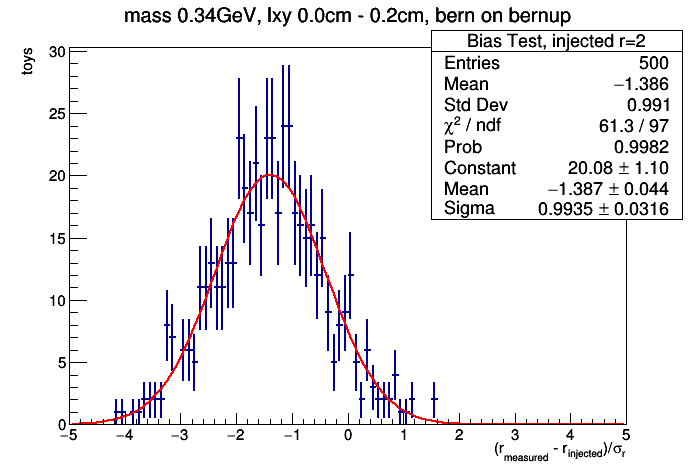 mass 0.34GeV, lxy 0.0cm - 0.2cm, bern on bernup
Bias Test, injected r=2
Entries 500
Mean −1.386
Std Dev 0.991
χ² / ndf 61.3 / 97
Prob 0.9982
Constant 20.08 ± 1.10
Mean −1.387 ± 0.044
Sigma 0.9935 ± 0.0316
toys
30
25
20
15
10
5
0
−5 −4 −3 −2 −1 0 1 2 3 4 5
(r_measured - r_injected)/σ_r